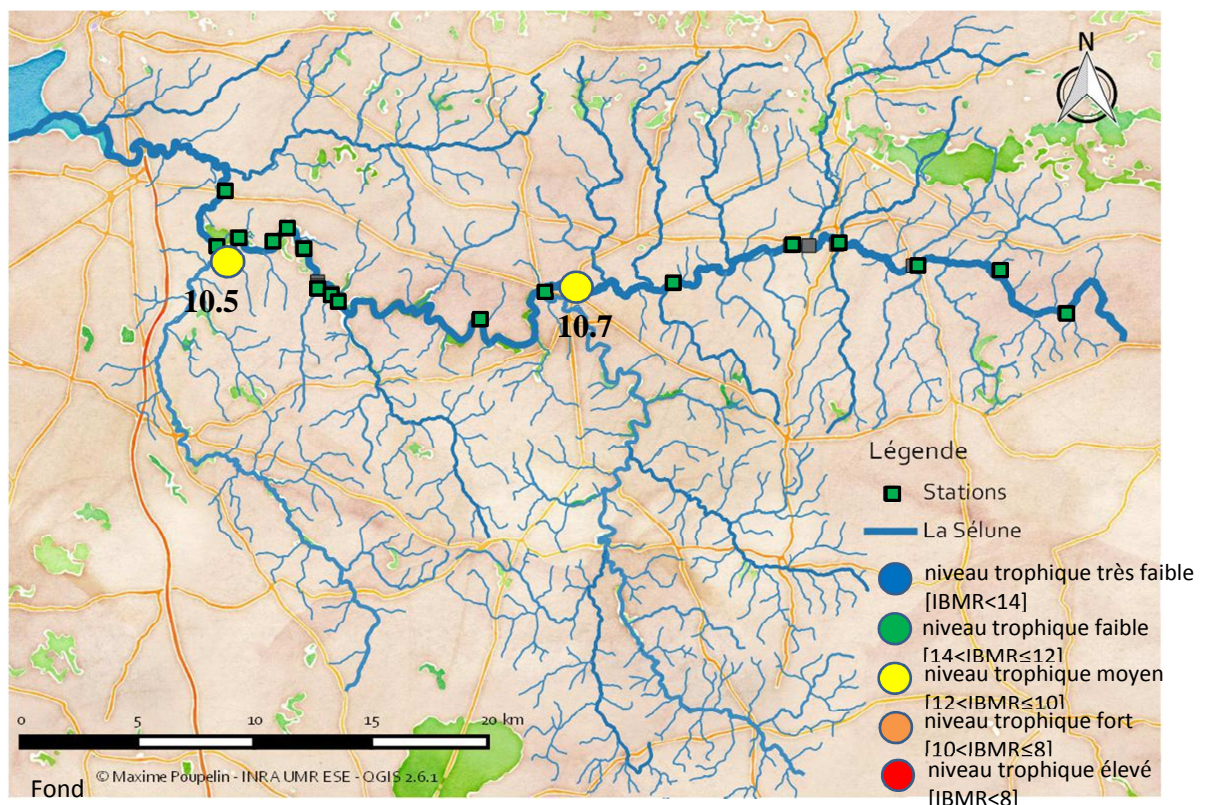 N
10.5
10.7
Légende
Stations
La Sélune
niveau trophique très faible
[IBMR<14]
niveau trophique faible
[14<IBMR≤12]
niveau trophique moyen
[12<IBMR≤10]
niveau trophique fort
[10<IBMR≤8]
niveau trophique élevé
[IBMR<8]
0 5 10 15 20 km
© Maxime Poupelin - INRA UMR ESE - QGIS 2.6.1
Fond